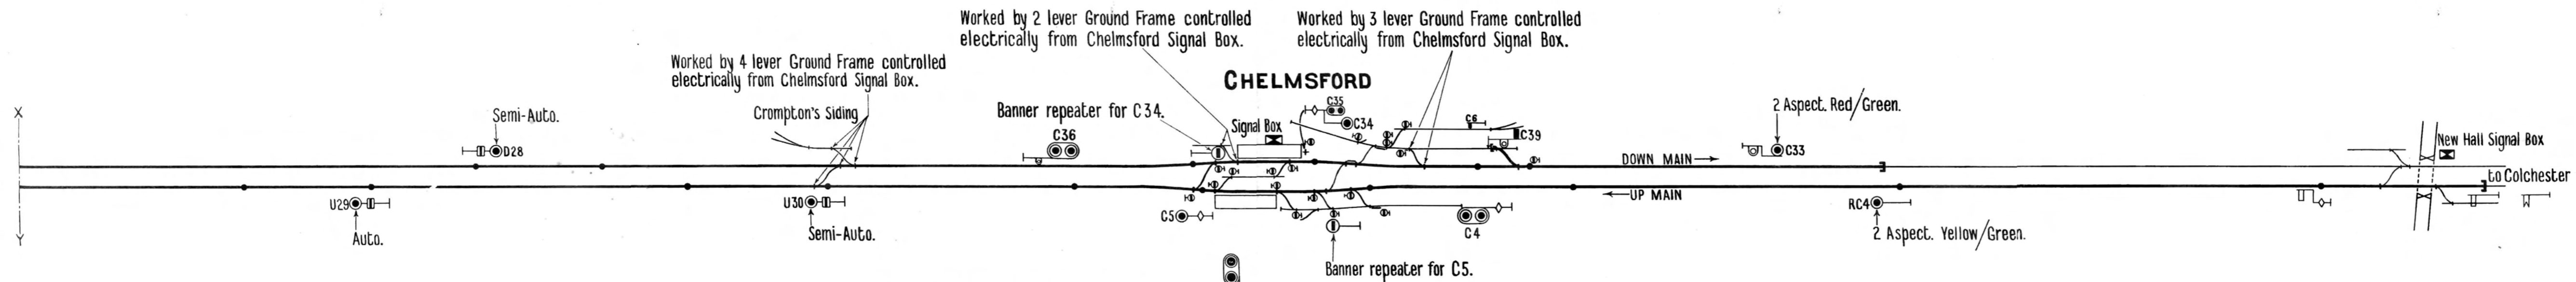 Worked by 2 lever Ground Frame controlled
electrically from Chelmsford Signal Box.
Worked by 3 lever Ground Frame controlled
electrically from Chelmsford Signal Box.
Worked by 4 lever Ground Frame controlled
electrically from Chelmsford Signal Box.
CHELMSFORD
X
Semi-Auto.
Crompton's Siding
Banner repeater for C34.
Signal Box
C35
C34
C6
C39
2 Aspect. Red/Green.
D28
C36
C33
New Hall Signal Box
DOWN MAIN
to Colchester
UP MAIN
U29
U30
C5
C4
RC4
Y
Auto.
Semi-Auto.
2 Aspect. Yellow/Green.
Banner repeater for C5.